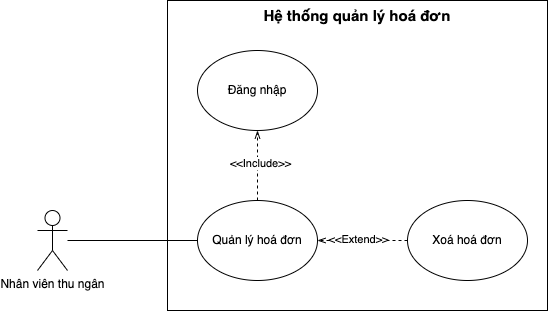 Hệ thống quản lý hoá đơn
Đăng nhập
<<Include>>
Quản lý hoá đơn
<<Extend>>
Xoá hoá đơn
Nhân viên thu ngân